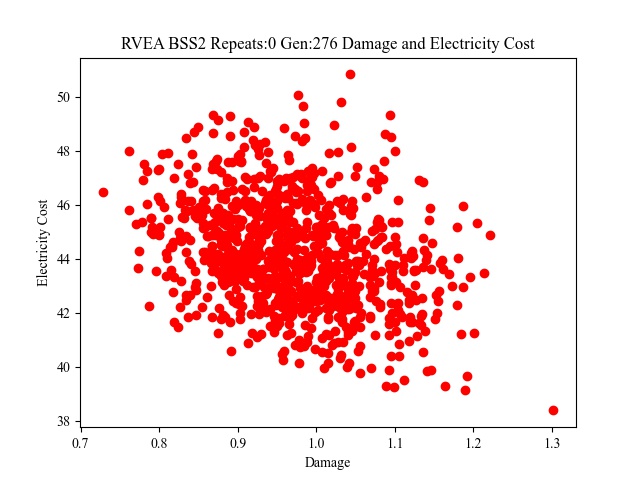 RVEA BSS2 Repeats:0 Gen:276 Damage and Electricity Cost
50
48
46
44
42
40
38
Electricity Cost
0.7 0.8 0.9 1.0 1.1 1.2 1.3
Damage